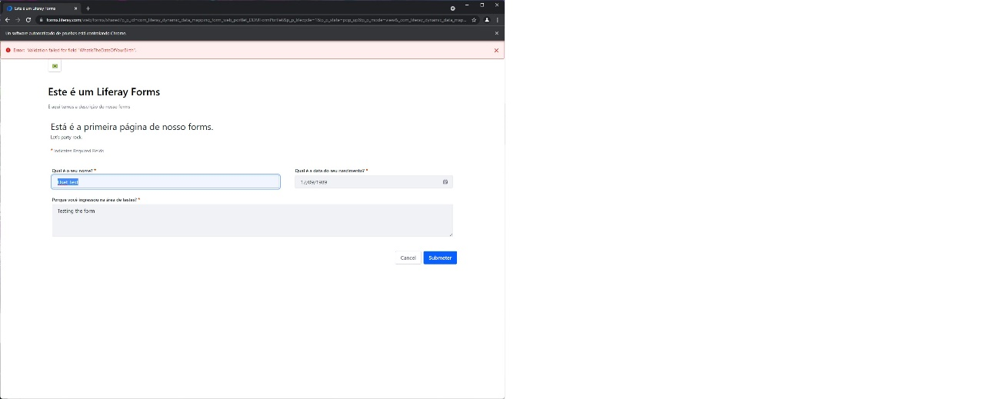 Este é um Liferay Forms
forms.liferay.com/web/forms/shared?p_p_id=com_liferay_dynamic_data_mapping_form_web_portlet_DDMFormPortlet&p_p_lifecycle=1&p_p_state=pop_up&p_p_mode=view&_com_liferay_dynamic_data_map...
Un software automatizado de pruebas está controlando Chrome.
Error: Validation failed for field "WhatIsTheDateOfYourBirth".
Este é um Liferay Forms
E aqui temos a descrição do nosso forms
Está é a primeira página de nosso forms.
Let's party rock.
* Indicates Required Fields
Qual é o seu nome? * Qual é a data do seu nascimento? *
User Test 12/09/1989
Porque você ingressou na área de testes? *
Testing the form
Cancel Submeter